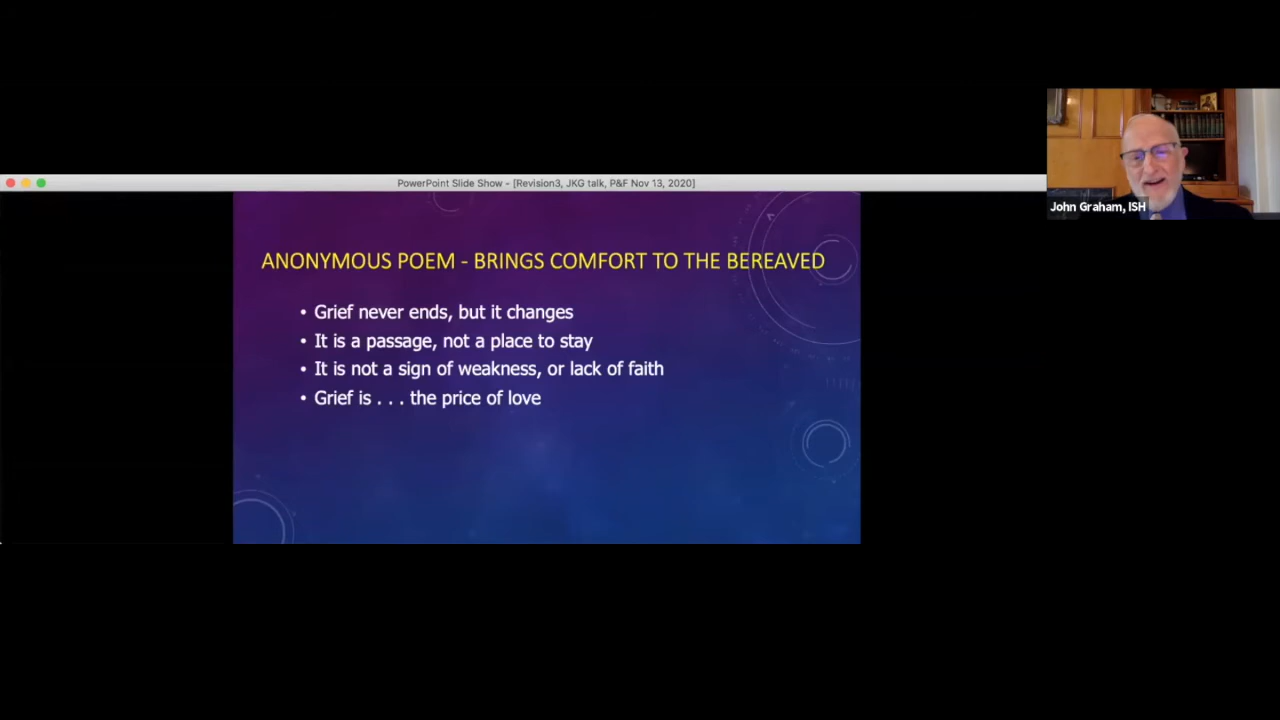 PowerPoint Slide Show - [Revision3, JKG talk, P&F Nov 13, 2020]
John Graham, ISH
ANONYMOUS POEM - BRINGS COMFORT TO THE BEREAVED
• Grief never ends, but it changes
• It is a passage, not a place to stay
• It is not a sign of weakness, or lack of faith
• Grief is . . . the price of love